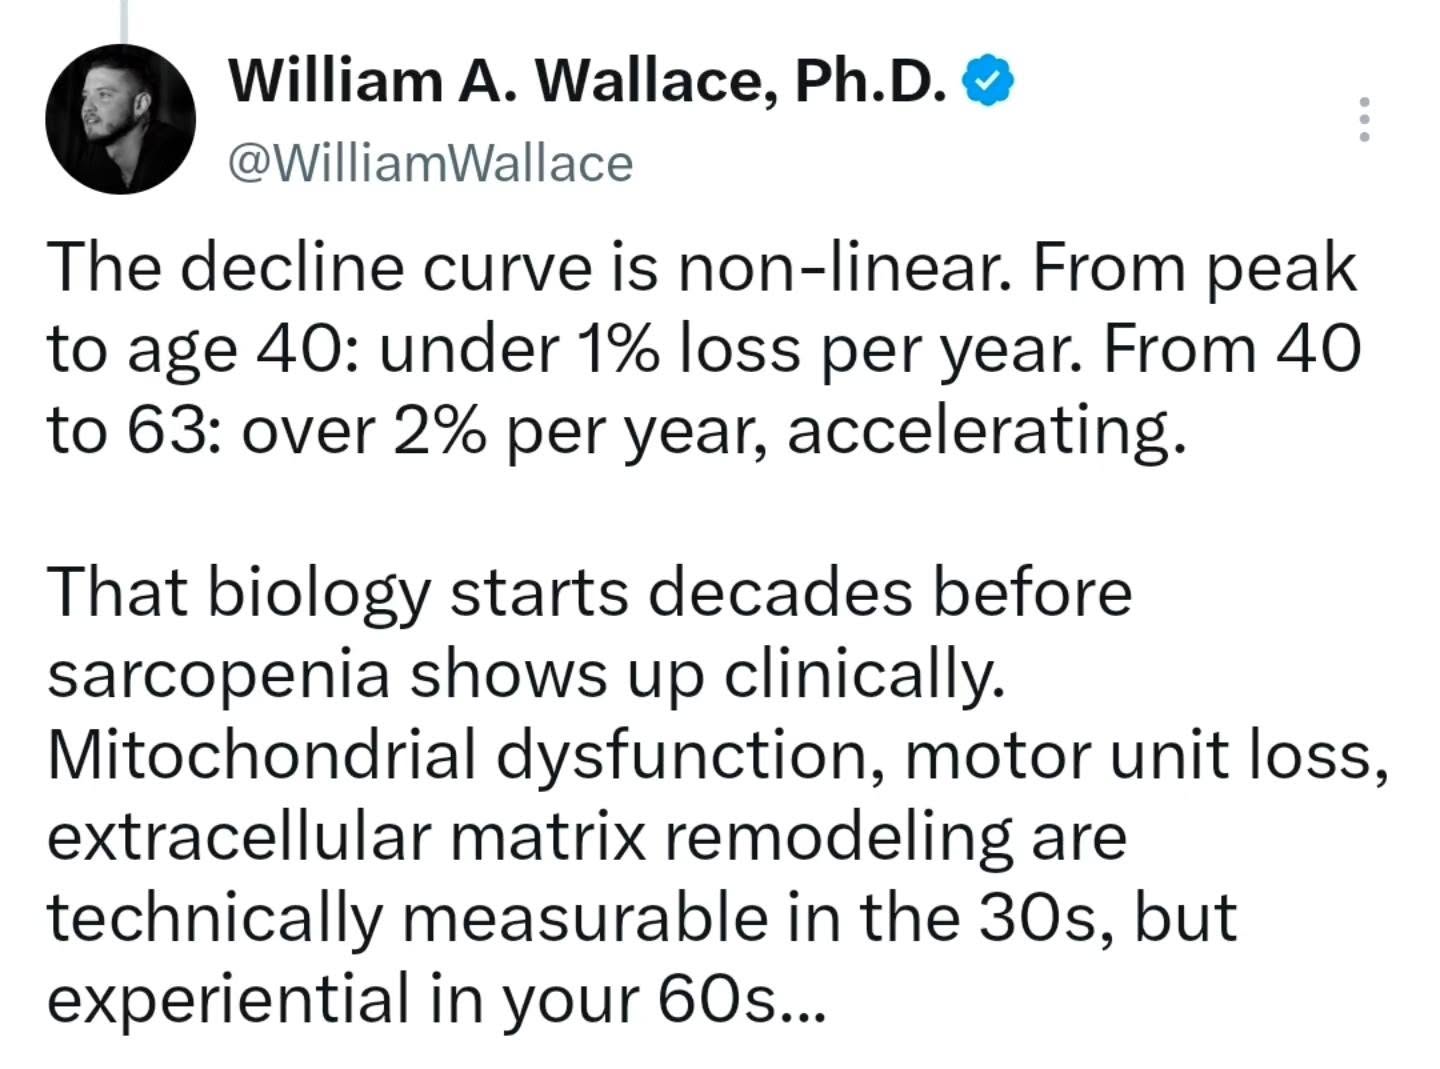 William A. Wallace, Ph.D.
@WilliamWallace
The decline curve is non-linear. From peak
to age 40: under 1% loss per year. From 40
to 63: over 2% per year, accelerating.
That biology starts decades before
sarcopenia shows up clinically.
Mitochondrial dysfunction, motor unit loss,
extracellular matrix remodeling are
technically measurable in the 30s, but
experiential in your 60s...